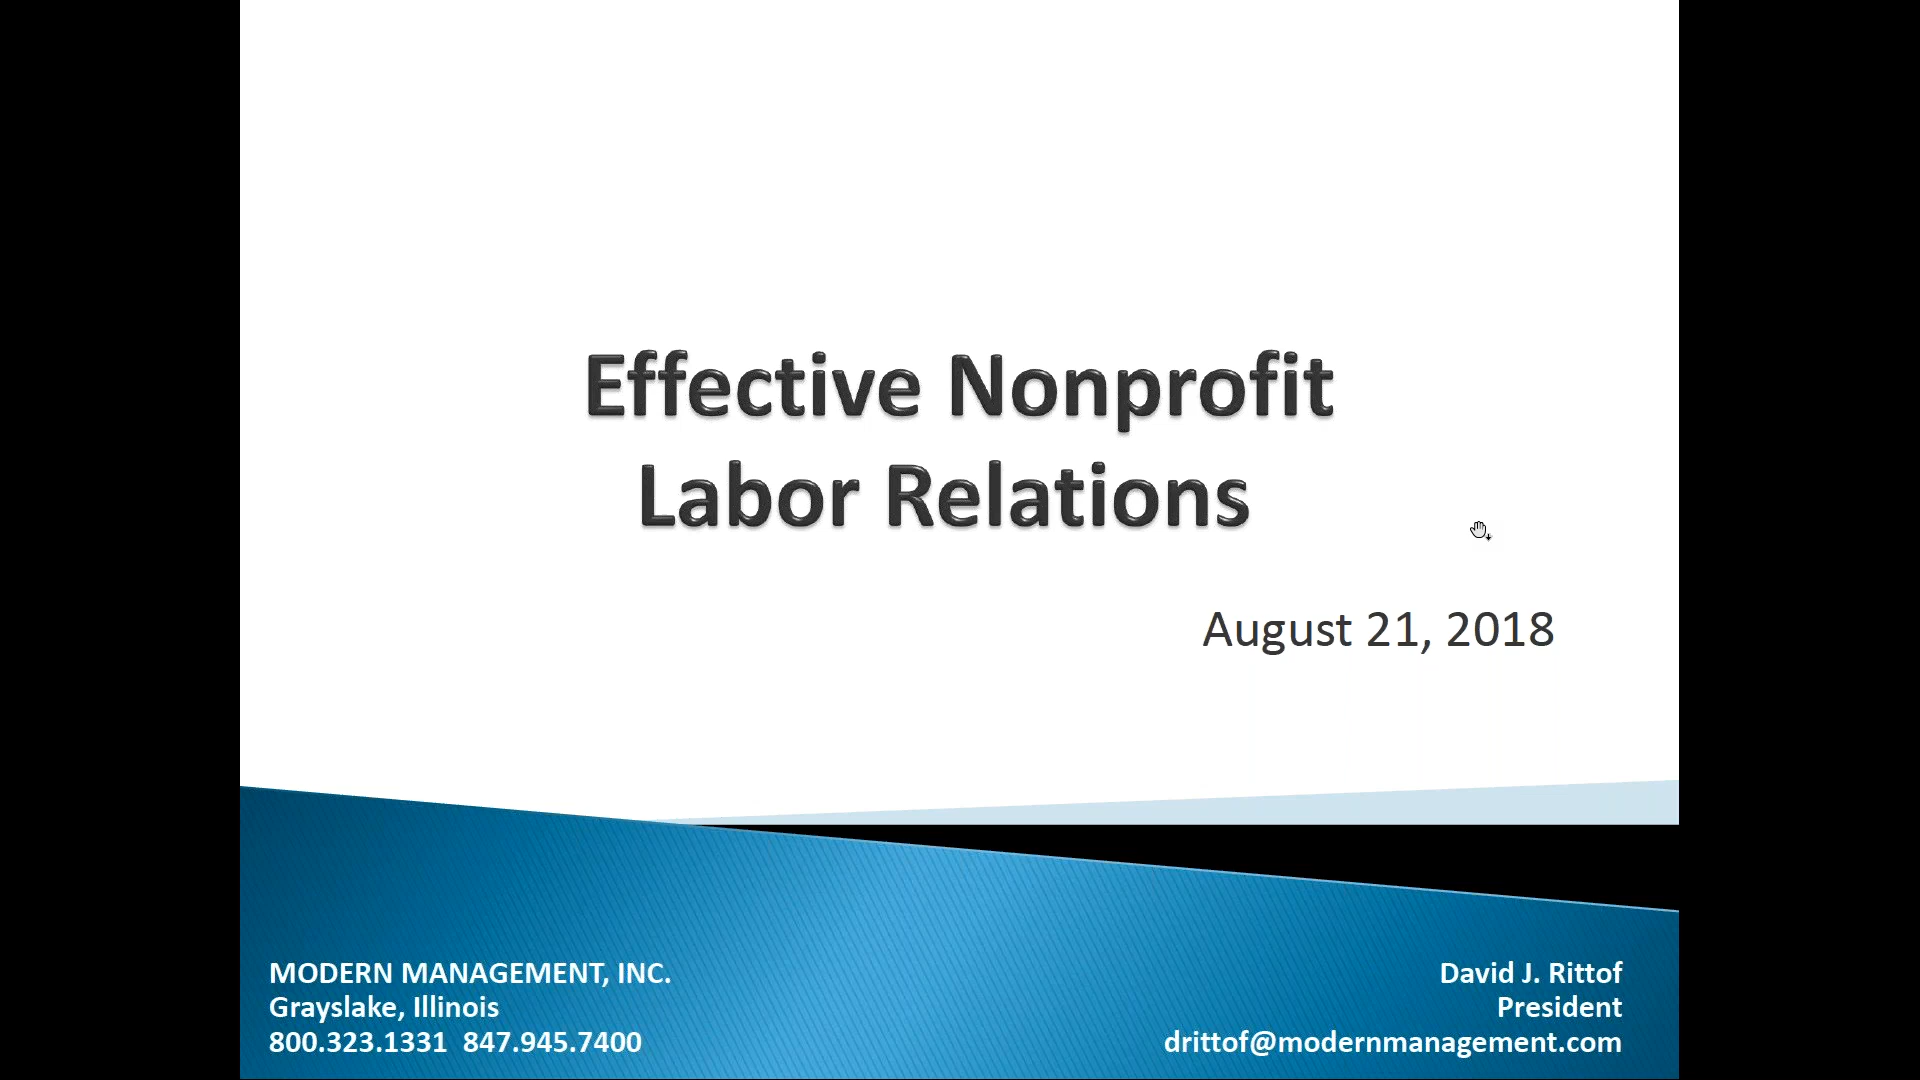 Effective Nonprofit
Labor Relations
August 21, 2018
MODERN MANAGEMENT, INC.
Grayslake, Illinois
800.323.1331 847.945.7400
David J. Rittof
President
drittof@modernmanagement.com